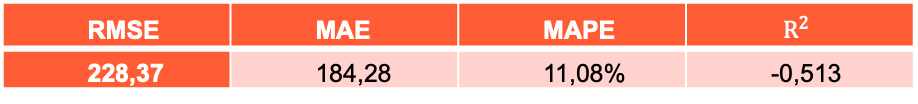 RMSE MAE MAPE R²
228,37 184,28 11,08% -0,513